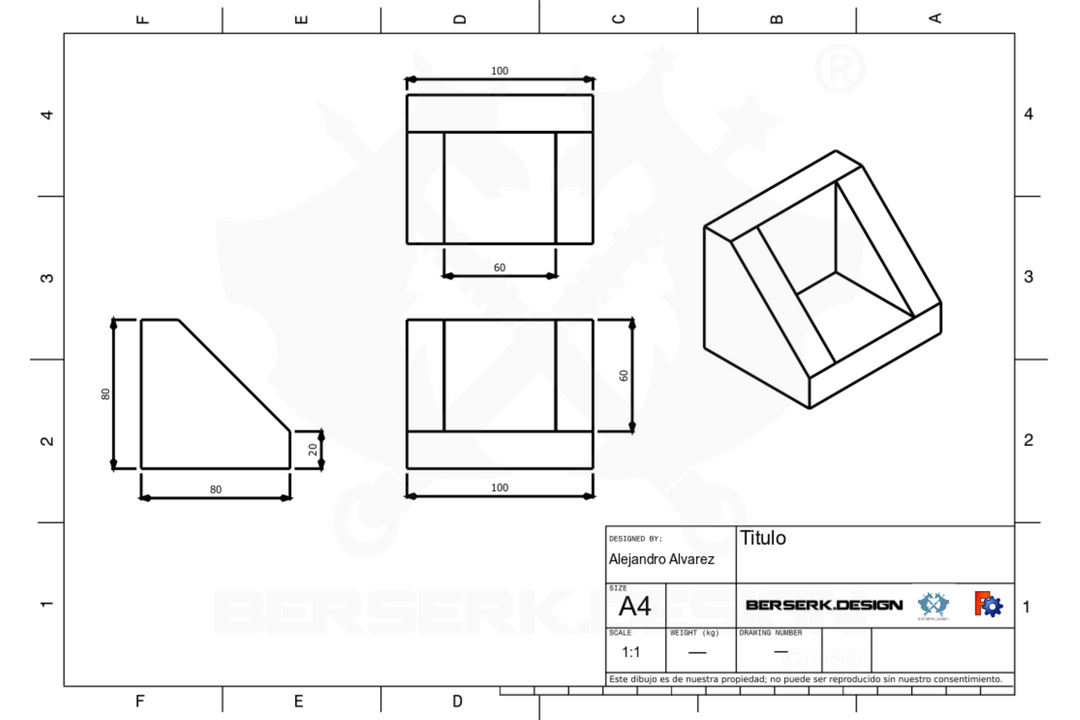 F E D C B A
100
4 4
60
3 3
80
20
60
80
100
2 2
DESIGNED BY:
Alejandro Alvarez
Titulo
SIZE
A4
BERSERK.DESIGN
BERSERK.DESIGN
1 1
SCALE
1:1
WEIGHT (kg)
—
DRAWING NUMBER
—
Este dibujo es de nuestra propiedad; no puede ser reproducido sin nuestro consentimiento.
F E D
®